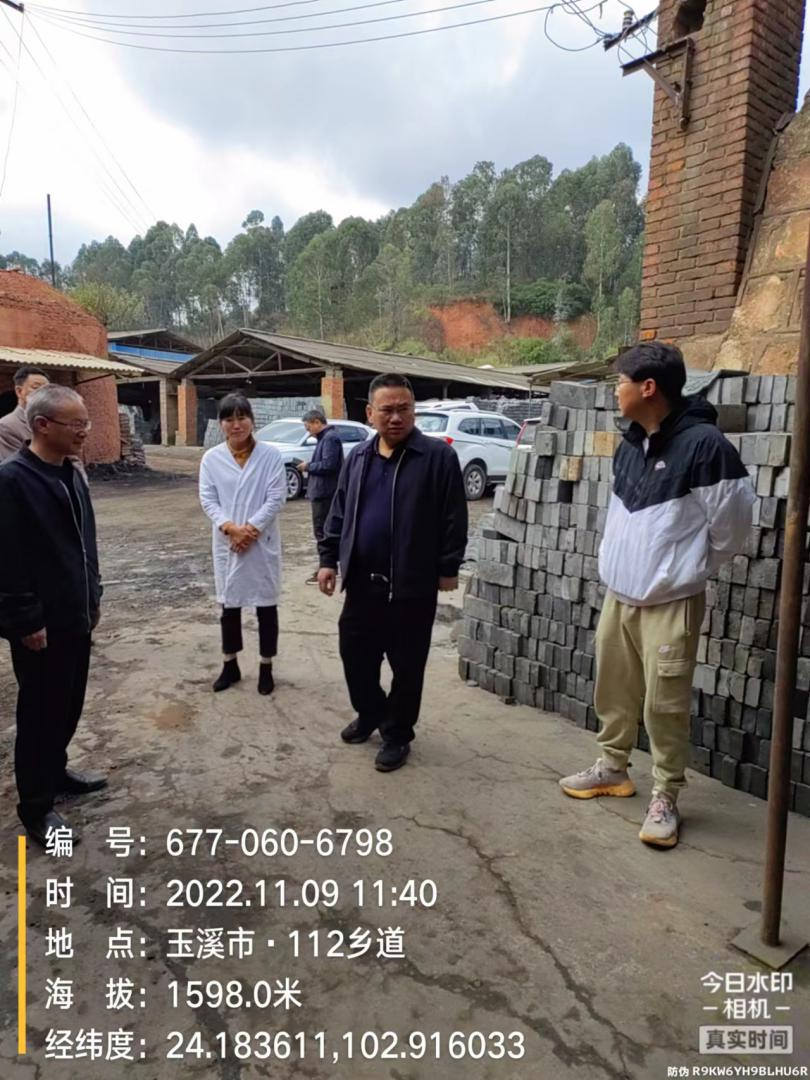 编 号: 677-060-6798
时 间: 2022.11.09 11:40
地 点: 玉溪市·112乡道
海 拔: 1598.0米
经纬度: 24.183611,102.916033
今日水印
相机
真实时间
防伪 R9KW6YH9BLHU6R